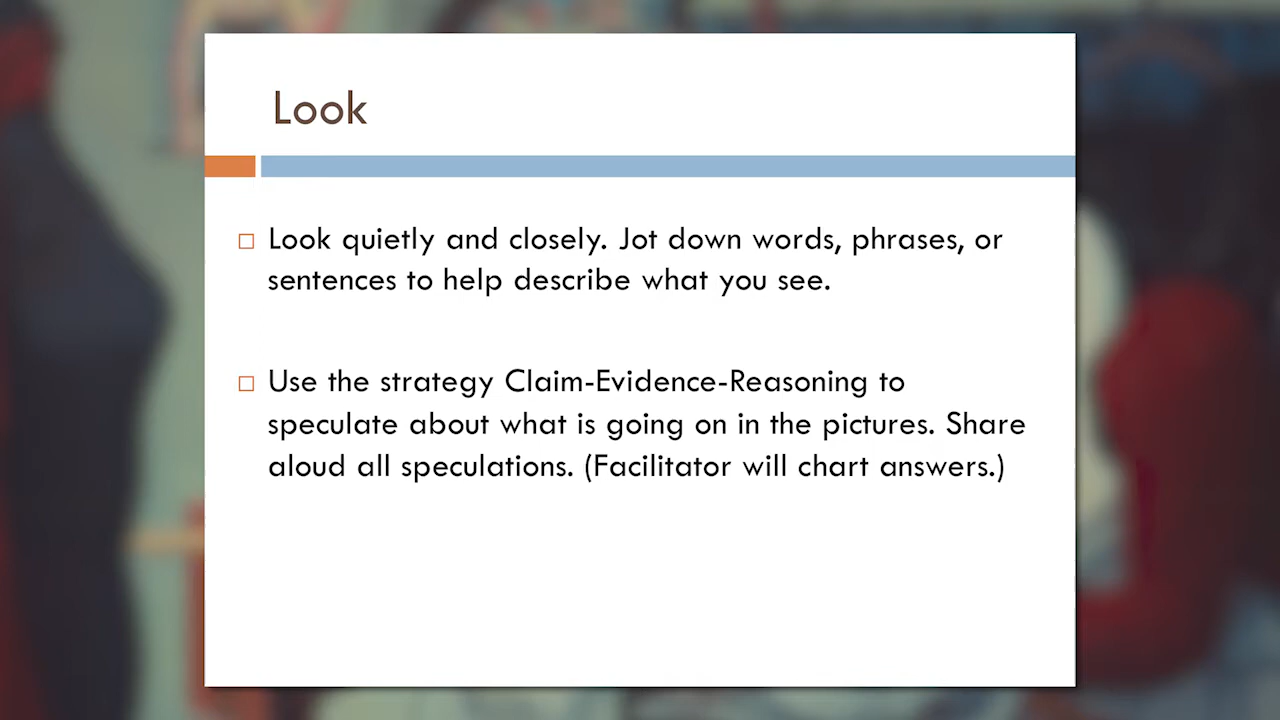 Look
Look quietly and closely. Jot down words, phrases, or
sentences to help describe what you see.
Use the strategy Claim-Evidence-Reasoning to
speculate about what is going on in the pictures. Share
aloud all speculations. (Facilitator will chart answers.)